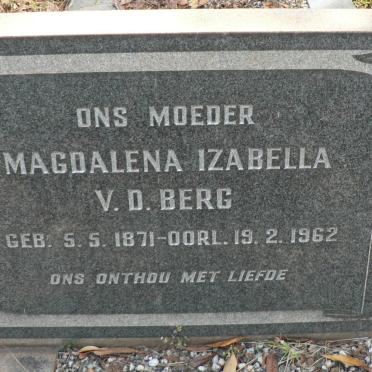 ONS MOEDER
MAGDALENA IZABELLA
V. D. BERG
GEB. 5. 5. 1871-OORL. 19. 2. 1962
ONS ONTHOU MET LIEFDE